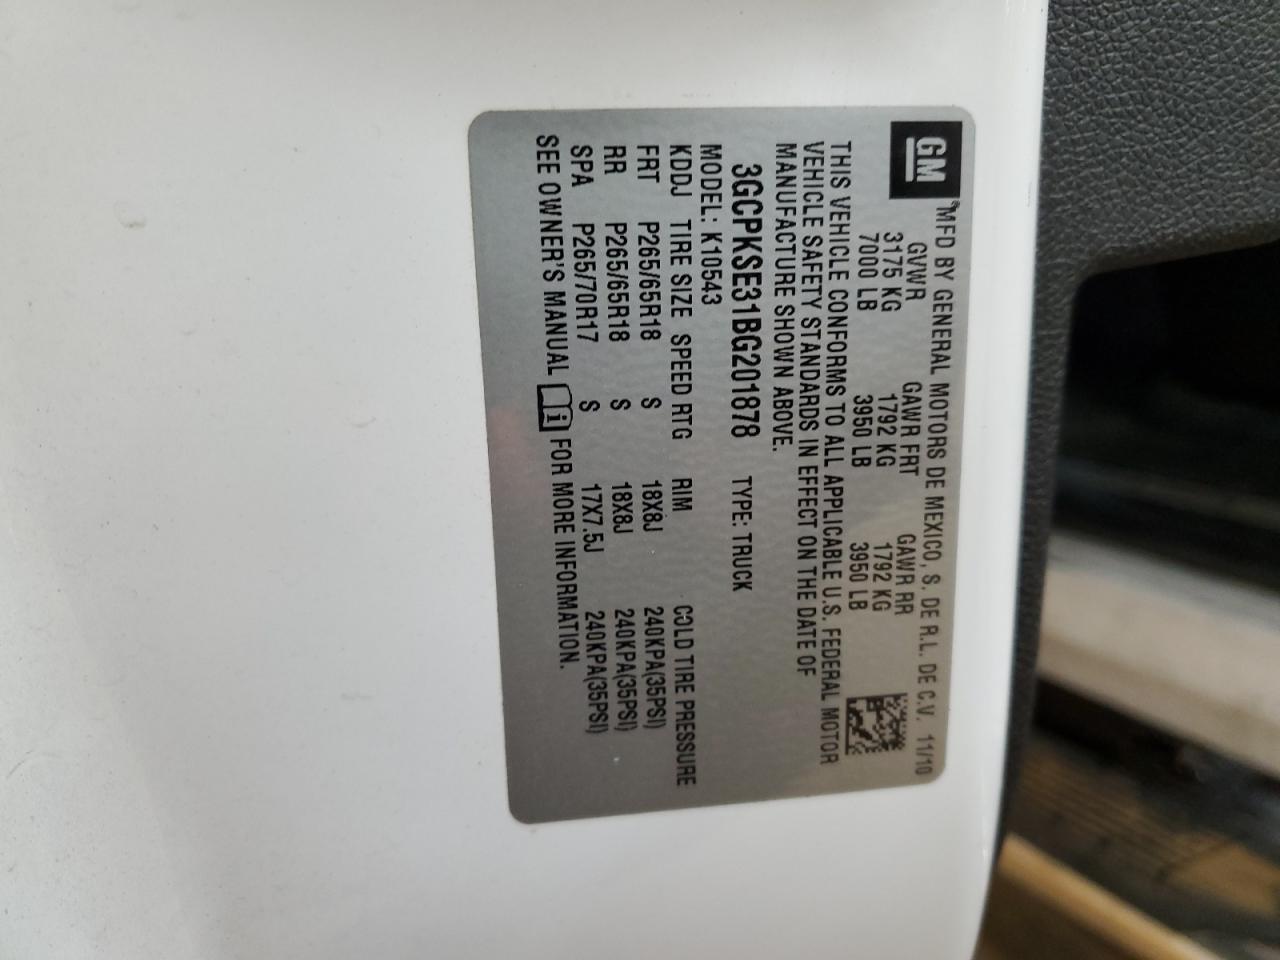 GM
MFD BY GENERAL MOTORS DE MEXICO, S. DE R.L. DE C.V. 11/10
GVWR GAWR FRT GAWR RR
3175 KG 1792 KG 1792 KG
7000 LB 3950 LB 3950 LB
THIS VEHICLE CONFORMS TO ALL APPLICABLE U.S. FEDERAL MOTOR
VEHICLE SAFETY STANDARDS IN EFFECT ON THE DATE OF
MANUFACTURE SHOWN ABOVE.
3GCPKSE31BG201878 TYPE: TRUCK
MODEL: K10543
KDDJ TIRE SIZE SPEED RTG RIM COLD TIRE PRESSURE
FRT P265/65R18 S 18X8J 240KPA(35PSI)
RR P265/65R18 S 18X8J 240KPA(35PSI)
SPA P265/70R17 S 17X7.5J 240KPA(35PSI)
SEE OWNER'S MANUAL i FOR MORE INFORMATION.